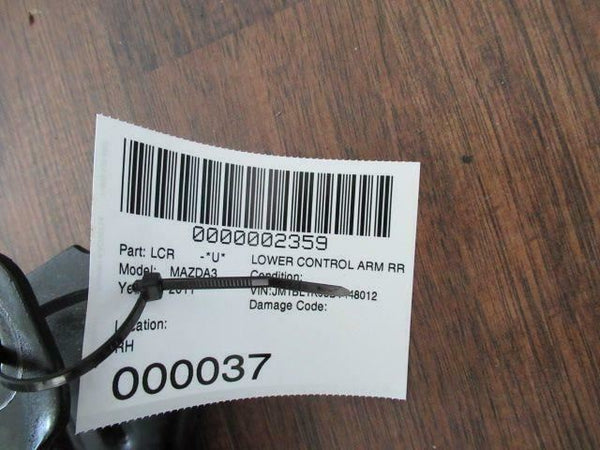 0000002359
Part: LCR -*U* LOWER CONTROL ARM RR
Model: MAZDA3 Condition:
2011
Damage Code:
Location:
RH
000037